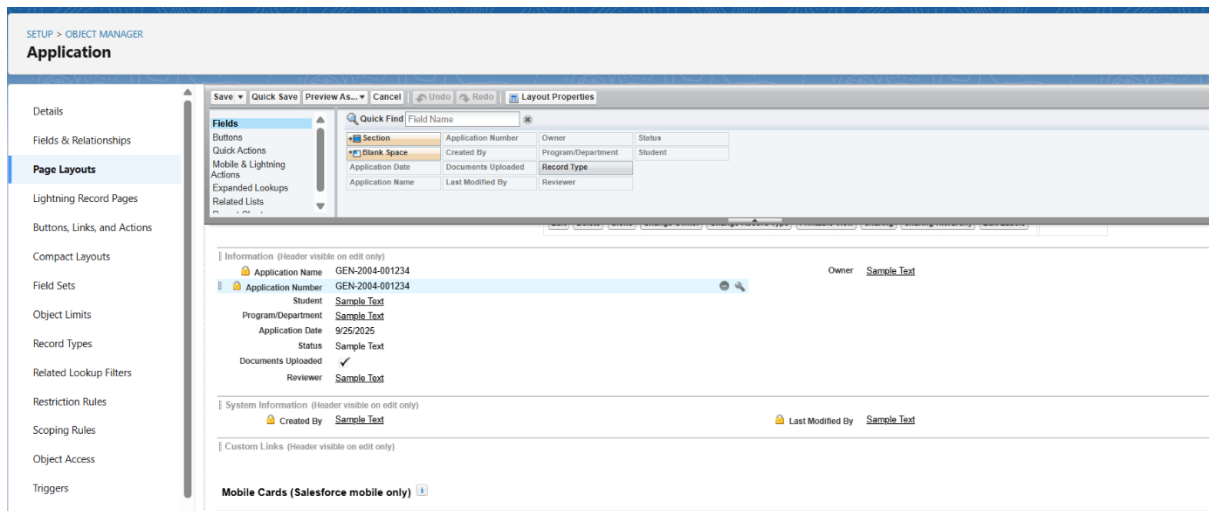 SETUP > OBJECT MANAGER
Application
Details
Fields & Relationships
Page Layouts
Lightning Record Pages
Buttons, Links, and Actions
Compact Layouts
Field Sets
Object Limits
Record Types
Related Lookup Filters
Restriction Rules
Scoping Rules
Object Access
Triggers
Save Quick Save Preview As... Cancel Undo Redo Layout Properties
Fields
Buttons
Quick Actions
Mobile & Lightning
Actions
Expanded Lookups
Related Lists
Quick Find Field Name
Section Application Number Owner Status
Blank Space Created By Program/Department Student
Application Date Documents Uploaded Record Type
Application Name Last Modified By Reviewer
Information (Header visible on edit only)
Application Name GEN-2004-001234 Owner Sample Text
Application Number GEN-2004-001234
Student Sample Text
Program/Department Sample Text
Application Date 9/25/2025
Status Sample Text
Documents Uploaded
Reviewer Sample Text
System Information (Header visible on edit only)
Created By Sample Text Last Modified By Sample Text
Custom Links (Header visible on edit only)
Mobile Cards (Salesforce mobile only) i